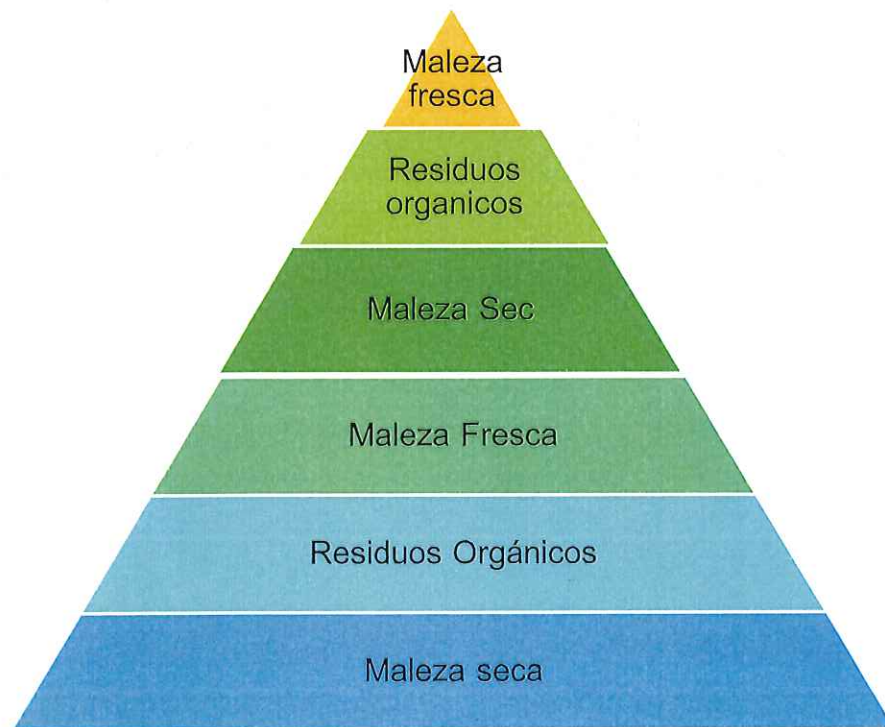 Maleza
fresca
Residuos
organicos
Maleza Sec
Maleza Fresca
Residuos Orgánicos
Maleza seca